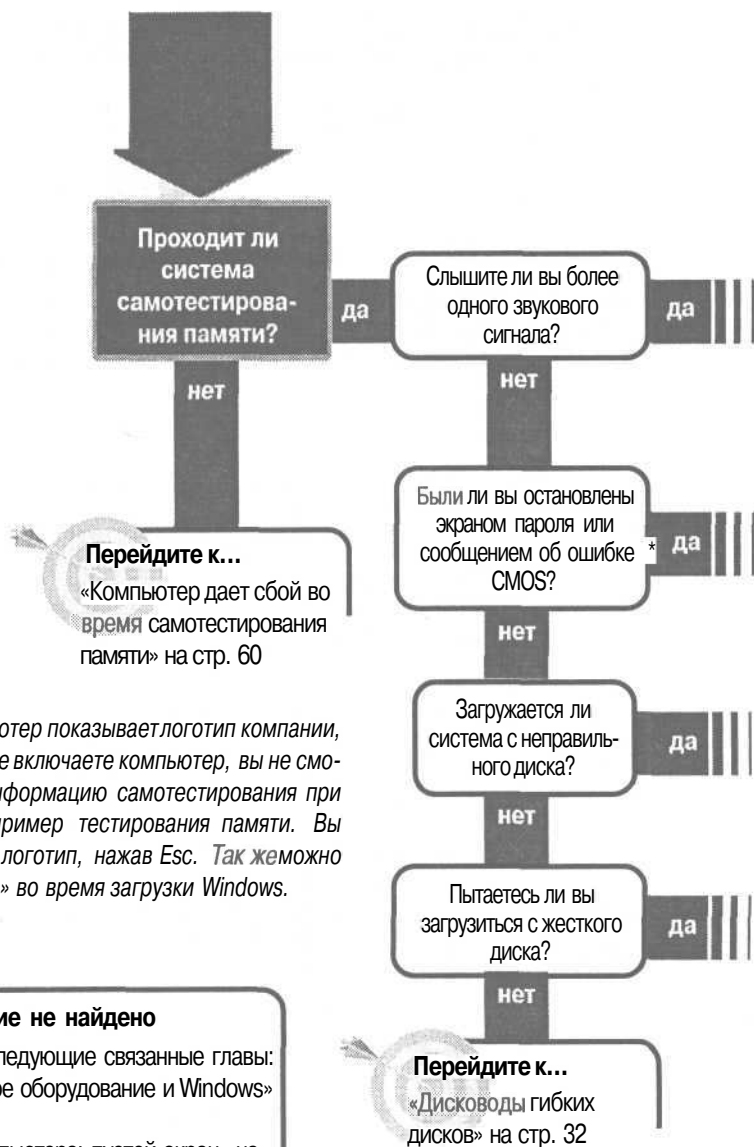 Проходит ли
система
самотестирова-
ния памяти?
да
Слышите ли вы более
одного звукового
сигнала?
да
нет
нет
Были ли вы остановлены
экраном пароля или
сообщением об ошибке
CMOS?
* да
Перейдите к...
«Компьютер дает сбой во
время самотестирования
памяти» на стр. 60
нет
Загружается ли
система с неправиль-
ного диска?
да
ютер показывает логотип компании,
е включаете компьютер, вы не смо-
нформацию самотестирования при
ример тестирования памяти. Вы
логотип, нажав Esc. Так же можно
» во время загрузки Windows.
нет
Пытаетесь ли вы
загрузиться с жесткого
диска?
да
нет
ие не найдено
ледующие связанные главы:
ре оборудование и Windows»
Перейдите к...
«Дисководы гибких
дисков» на стр. 32